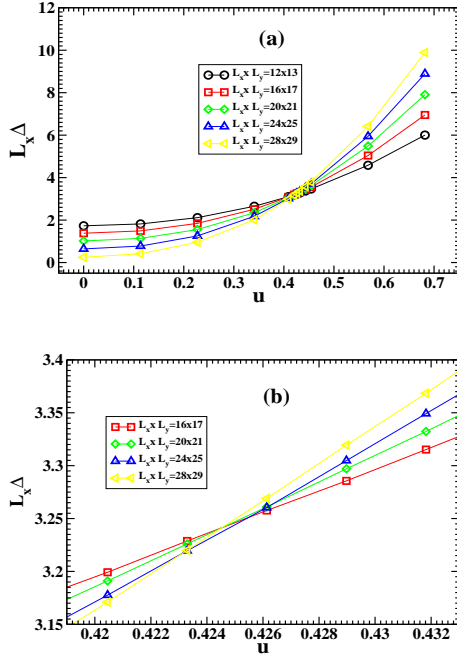 12
(a)
10
L_x x L_y=12x13
L_x x L_y=16x17
8
L_x x L_y=20x21
L_x x L_y=24x25
L_x x L_y=28x29
6
L_xΔ
4
2
0
0 0.1 0.2 0.3 0.4 0.5 0.6 0.7
u
3.4
(b)
3.35
L_x x L_y=16x17
L_x x L_y=20x21
L_x x L_y=24x25
L_x x L_y=28x29
3.3
L_xΔ
3.25
3.2
3.15
0.42 0.422 0.424 0.426 0.428 0.43 0.432
u